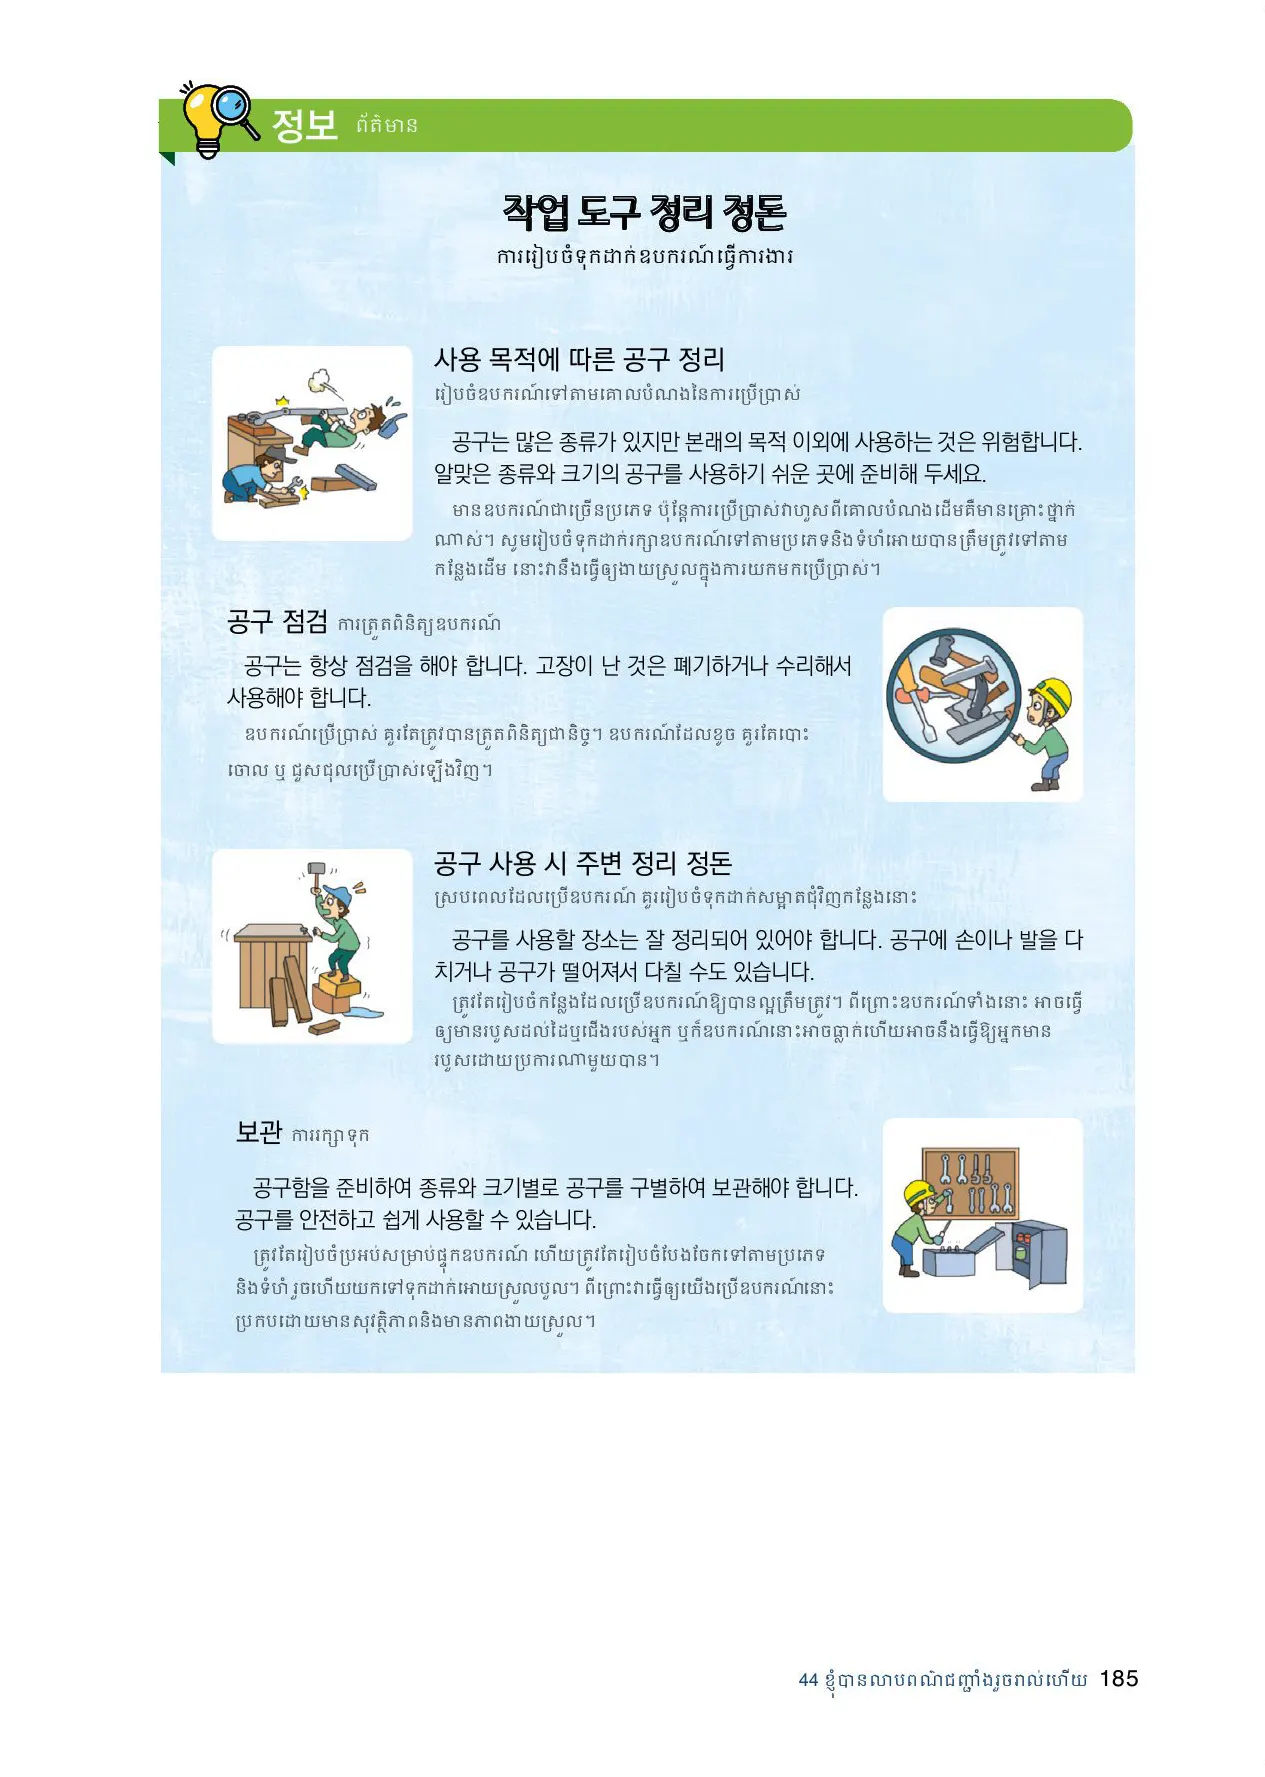 정보 ព័ត៌មាន
작업 도구 정리 정돈
ការរៀបចំទុកដាក់ឧបករណ៍ធ្វើការងារ
사용 목적에 따른 공구 정리
រៀបចំឧបករណ៍ទៅតាមគោលបំណងនៃការប្រើប្រាស់
공구는 많은 종류가 있지만 본래의 목적 이외에 사용하는 것은 위험합니다.
알맞은 종류와 크기의 공구를 사용하기 쉬운 곳에 준비해 두세요.
មានឧបករណ៍ជាច្រើនប្រភេទ ប៉ុន្តែការប្រើប្រាស់វាហួសពីគោលបំណងដើមគឺមានគ្រោះថ្នាក់
ណាស់។ សូមរៀបចំទុកដាក់រក្សាឧបករណ៍ទៅតាមប្រភេទនិងទំហំអោយបានត្រឹមត្រូវទៅតាម
កន្លែងដើម នោះវានឹងធ្វើឲ្យងាយស្រួលក្នុងការយកមកប្រើប្រាស់។
공구 점검 ការត្រួតពិនិត្យឧបករណ៍
공구는 항상 점검을 해야 합니다. 고장이 난 것은 폐기하거나 수리해서
사용해야 합니다.
ឧបករណ៍ប្រើប្រាស់ គួរតែត្រូវបានត្រួតពិនិត្យជានិច្ច។ ឧបករណ៍ដែលខូច គួរតែបោះ
ចោល ឬ ជួសជុលប្រើប្រាស់ឡើងវិញ។
공구 사용 시 주변 정리 정돈
ស្របពេលដែលប្រើឧបករណ៍ គួររៀបចំទុកដាក់សម្អាតជុំវិញកន្លែងនោះ
공구를 사용할 장소는 잘 정리되어 있어야 합니다. 공구에 손이나 발을 다
치거나 공구가 떨어져서 다칠 수도 있습니다.
ត្រូវតែរៀបចំកន្លែងដែលប្រើឧបករណ៍ឱ្យបានល្អត្រឹមត្រូវ។ ពីព្រោះឧបករណ៍ទាំងនោះ អាចធ្វើ
ឲ្យមានរបួសដល់ដៃឬជើងរបស់អ្នក ឬក៏ឧបករណ៍នោះអាចធ្លាក់ហើយអាចនឹងធ្វើឱ្យអ្នកមាន
របួសដោយប្រការណាមួយបាន។
보관 ការរក្សាទុក
공구함을 준비하여 종류와 크기별로 공구를 구별하여 보관해야 합니다.
공구를 안전하고 쉽게 사용할 수 있습니다.
ត្រូវតែរៀបចំប្រអប់សម្រាប់ផ្ទុកឧបករណ៍ ហើយត្រូវតែរៀបចំបែងចែកទៅតាមប្រភេទ
និងទំហំ រួចហើយយកទៅទុកដាក់អោយស្រួលបួល។ ពីព្រោះវាធ្វើឲ្យយើងប្រើឧបករណ៍នោះ
ប្រកបដោយមានសុវត្ថិភាពនិងមានភាពងាយស្រួល។
44 ខ្ញុំបានលាបពណ៌ជញ្ជាំងរួចរាល់ហើយ 185